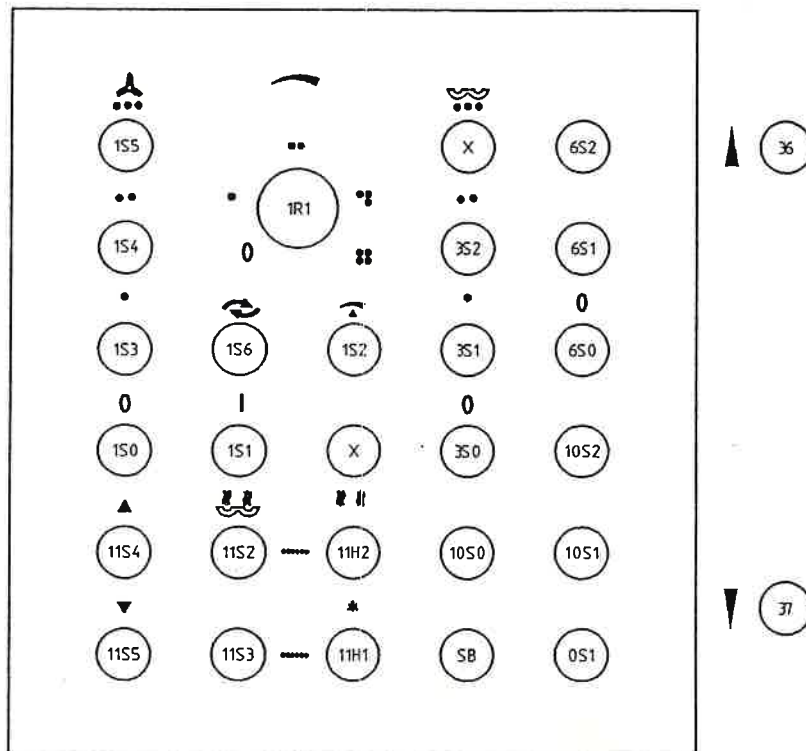 1S5 X 6S2 36
1R1
1S4 3S2 6S1
0
0
1S3 1S6 1S2 3S1 6S0
0 I 0
1S0 1S1 X 3S0 10S2
11S4 11S2 11H2 10S0 10S1
37
11S5 11S3 11H1 SB 0S1